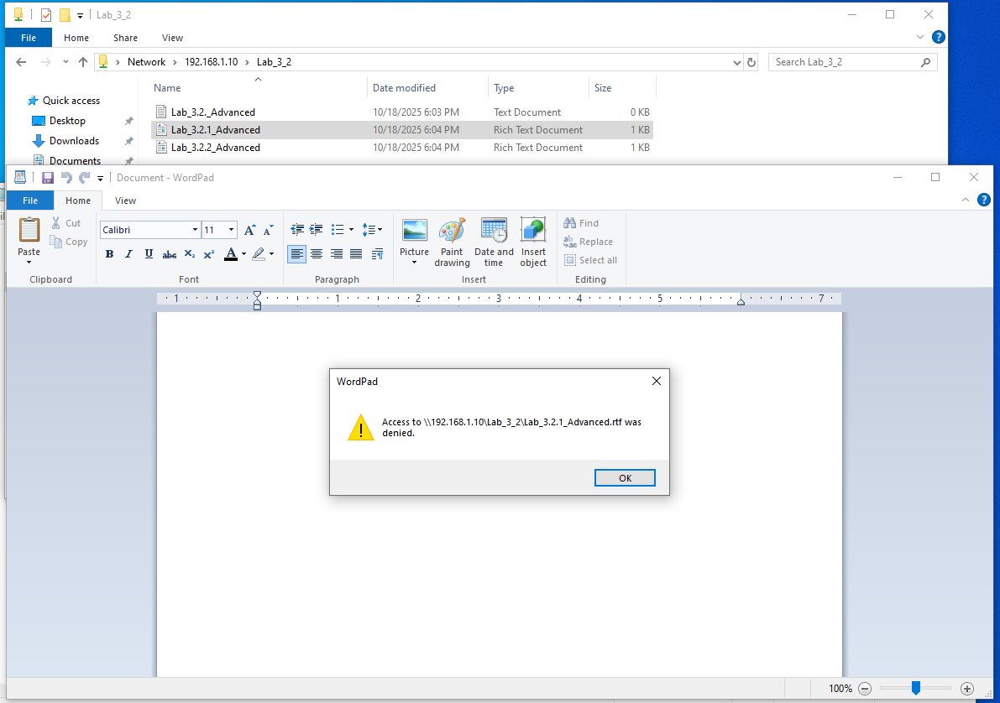 Lab_3_2
File Home Share View
Network > 192.168.1.10 > Lab_3_2
Search Lab_3_2
Name Date modified Type Size
Quick access
Desktop
Downloads
Documents
Lab_3.2._Advanced 10/18/2025 6:03 PM Text Document 0 KB
Lab_3.2.1_Advanced 10/18/2025 6:04 PM Rich Text Document 1 KB
Lab_3.2.2_Advanced 10/18/2025 6:04 PM Rich Text Document 1 KB
Document - WordPad
File Home View
Paste
Cut
Copy
Clipboard
Calibri 11
B I U abc X₂ X²
Font
Paragraph
Picture
Paint drawing
Date and time
Insert object
Insert
Find
Replace
Select all
Editing
1 1 2 3 4 5 7
WordPad
Access to \\192.168.1.10\Lab_3_2\Lab_3.2.1_Advanced.rtf was
denied.
OK
100%